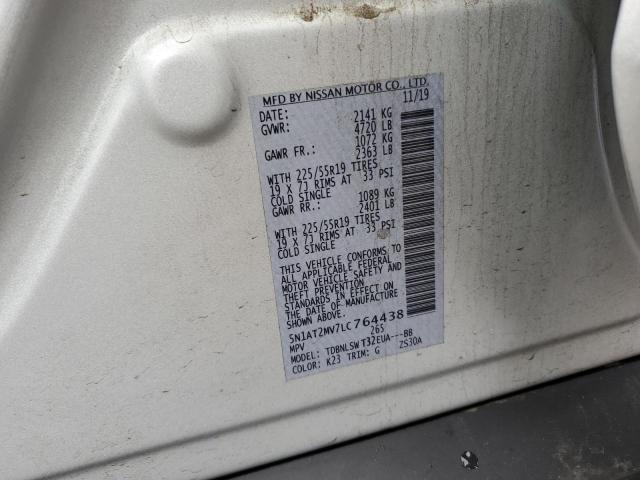 MFD BY NISSAN MOTOR CO., LTD.
DATE: 11/19
GVWR: 2141 KG
4720 LB
GAWR FR.: 1072 KG
2363 LB
WITH 225/55R19 TIRES
19 X 7J RIMS AT 33 PSI
COLD SINGLE
GAWR RR.: 1089 KG
2401 LB
WITH 225/55R19 TIRES
19 X 7J RIMS AT 33 PSI
COLD SINGLE
THIS VEHICLE CONFORMS TO
ALL APPLICABLE FEDERAL
MOTOR VEHICLE SAFETY AND
THEFT PREVENTION
STANDARDS IN EFFECT ON
THE DATE OF MANUFACTURE
SHOWN ABOVE.
5N1AT2MV7LC764438
MPV 265
MODEL: TDBNLSW T32EUA---BB
COLOR: K23 TRIM: G ZS30A